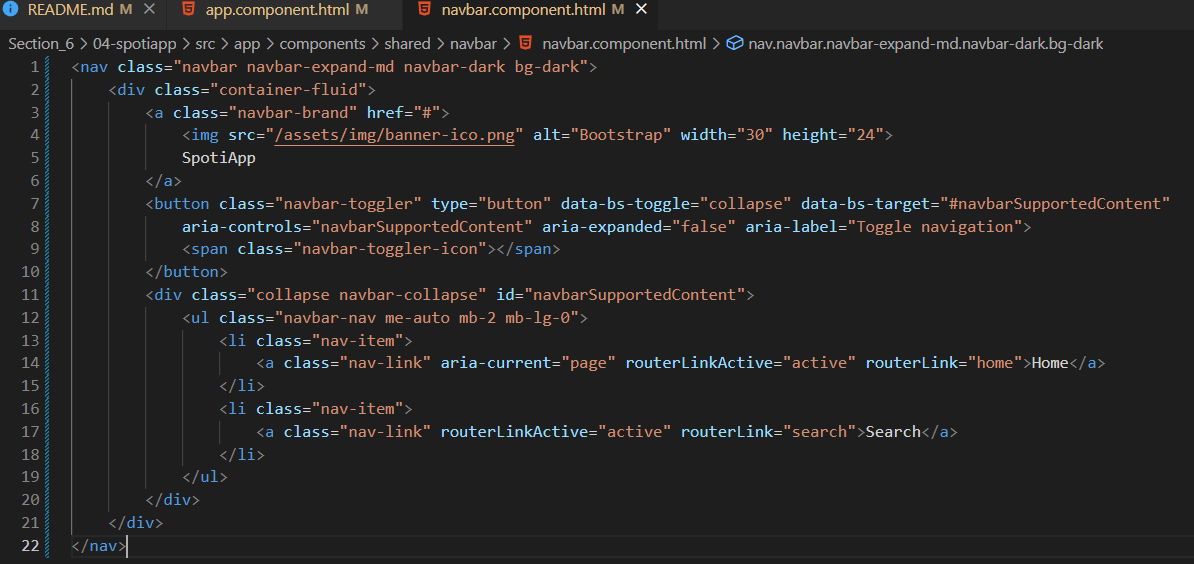 README.md M × app.component.html M navbar.component.html M ×
Section_6 > 04-spotiapp > src > app > components > shared > navbar > navbar.component.html > nav.navbar.navbar-expand-md.navbar-dark.bg-dark
1 <nav class="navbar navbar-expand-md navbar-dark bg-dark">
2 <div class="container-fluid">
3 <a class="navbar-brand" href="#">
4 <img src="/assets/img/banner-ico.png" alt="Bootstrap" width="30" height="24">
5 SpotiApp
6 </a>
7 <button class="navbar-toggler" type="button" data-bs-toggle="collapse" data-bs-target="#navbarSupportedContent"
8 aria-controls="navbarSupportedContent" aria-expanded="false" aria-label="Toggle navigation">
9 <span class="navbar-toggler-icon"></span>
10 </button>
11 <div class="collapse navbar-collapse" id="navbarSupportedContent">
12 <ul class="navbar-nav me-auto mb-2 mb-lg-0">
13 <li class="nav-item">
14 <a class="nav-link" aria-current="page" routerLinkActive="active" routerLink="home">Home</a>
15 </li>
16 <li class="nav-item">
17 <a class="nav-link" routerLinkActive="active" routerLink="search">Search</a>
18 </li>
19 </ul>
20 </div>
21 </div>
22 </nav>